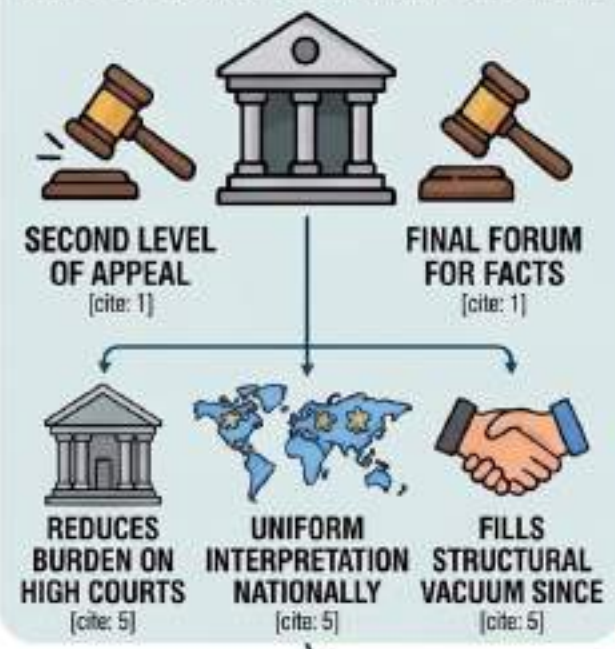 SECOND LEVEL
OF APPEAL
[cite: 1]
FINAL FORUM
FOR FACTS
[cite: 1]
REDUCES
BURDEN ON
HIGH COURTS
[cite: 5]
UNIFORM
INTERPRETATION
NATIONALLY
[cite: 5]
FILLS
STRUCTURAL
VACUUM SINCE
[cite: 5]